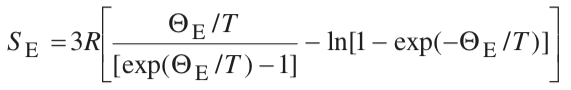 S_E = 3R[ (Θ_E/T) / [exp(Θ_E/T) − 1] − ln[1 − exp(−Θ_E/T)] ]